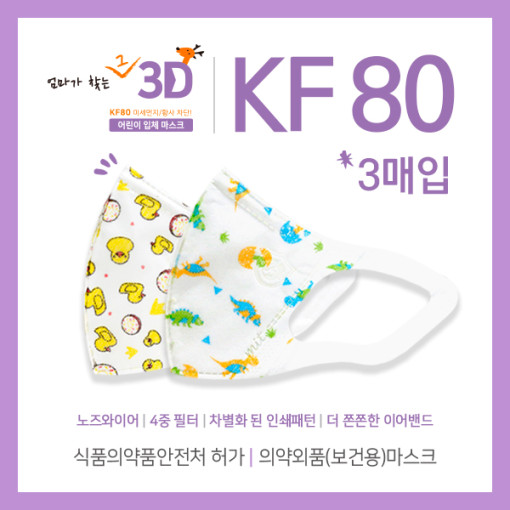 엄마가 찾는 그 3D
KF80 미세먼지/황사 차단!
어린이 입체 마스크
KF 80
3매입
노즈와이어 | 4중 필터 | 차별화 된 인쇄패턴 | 더 쫀쫀한 이어밴드
식품의약품안전처 허가 | 의약외품(보건용)마스크